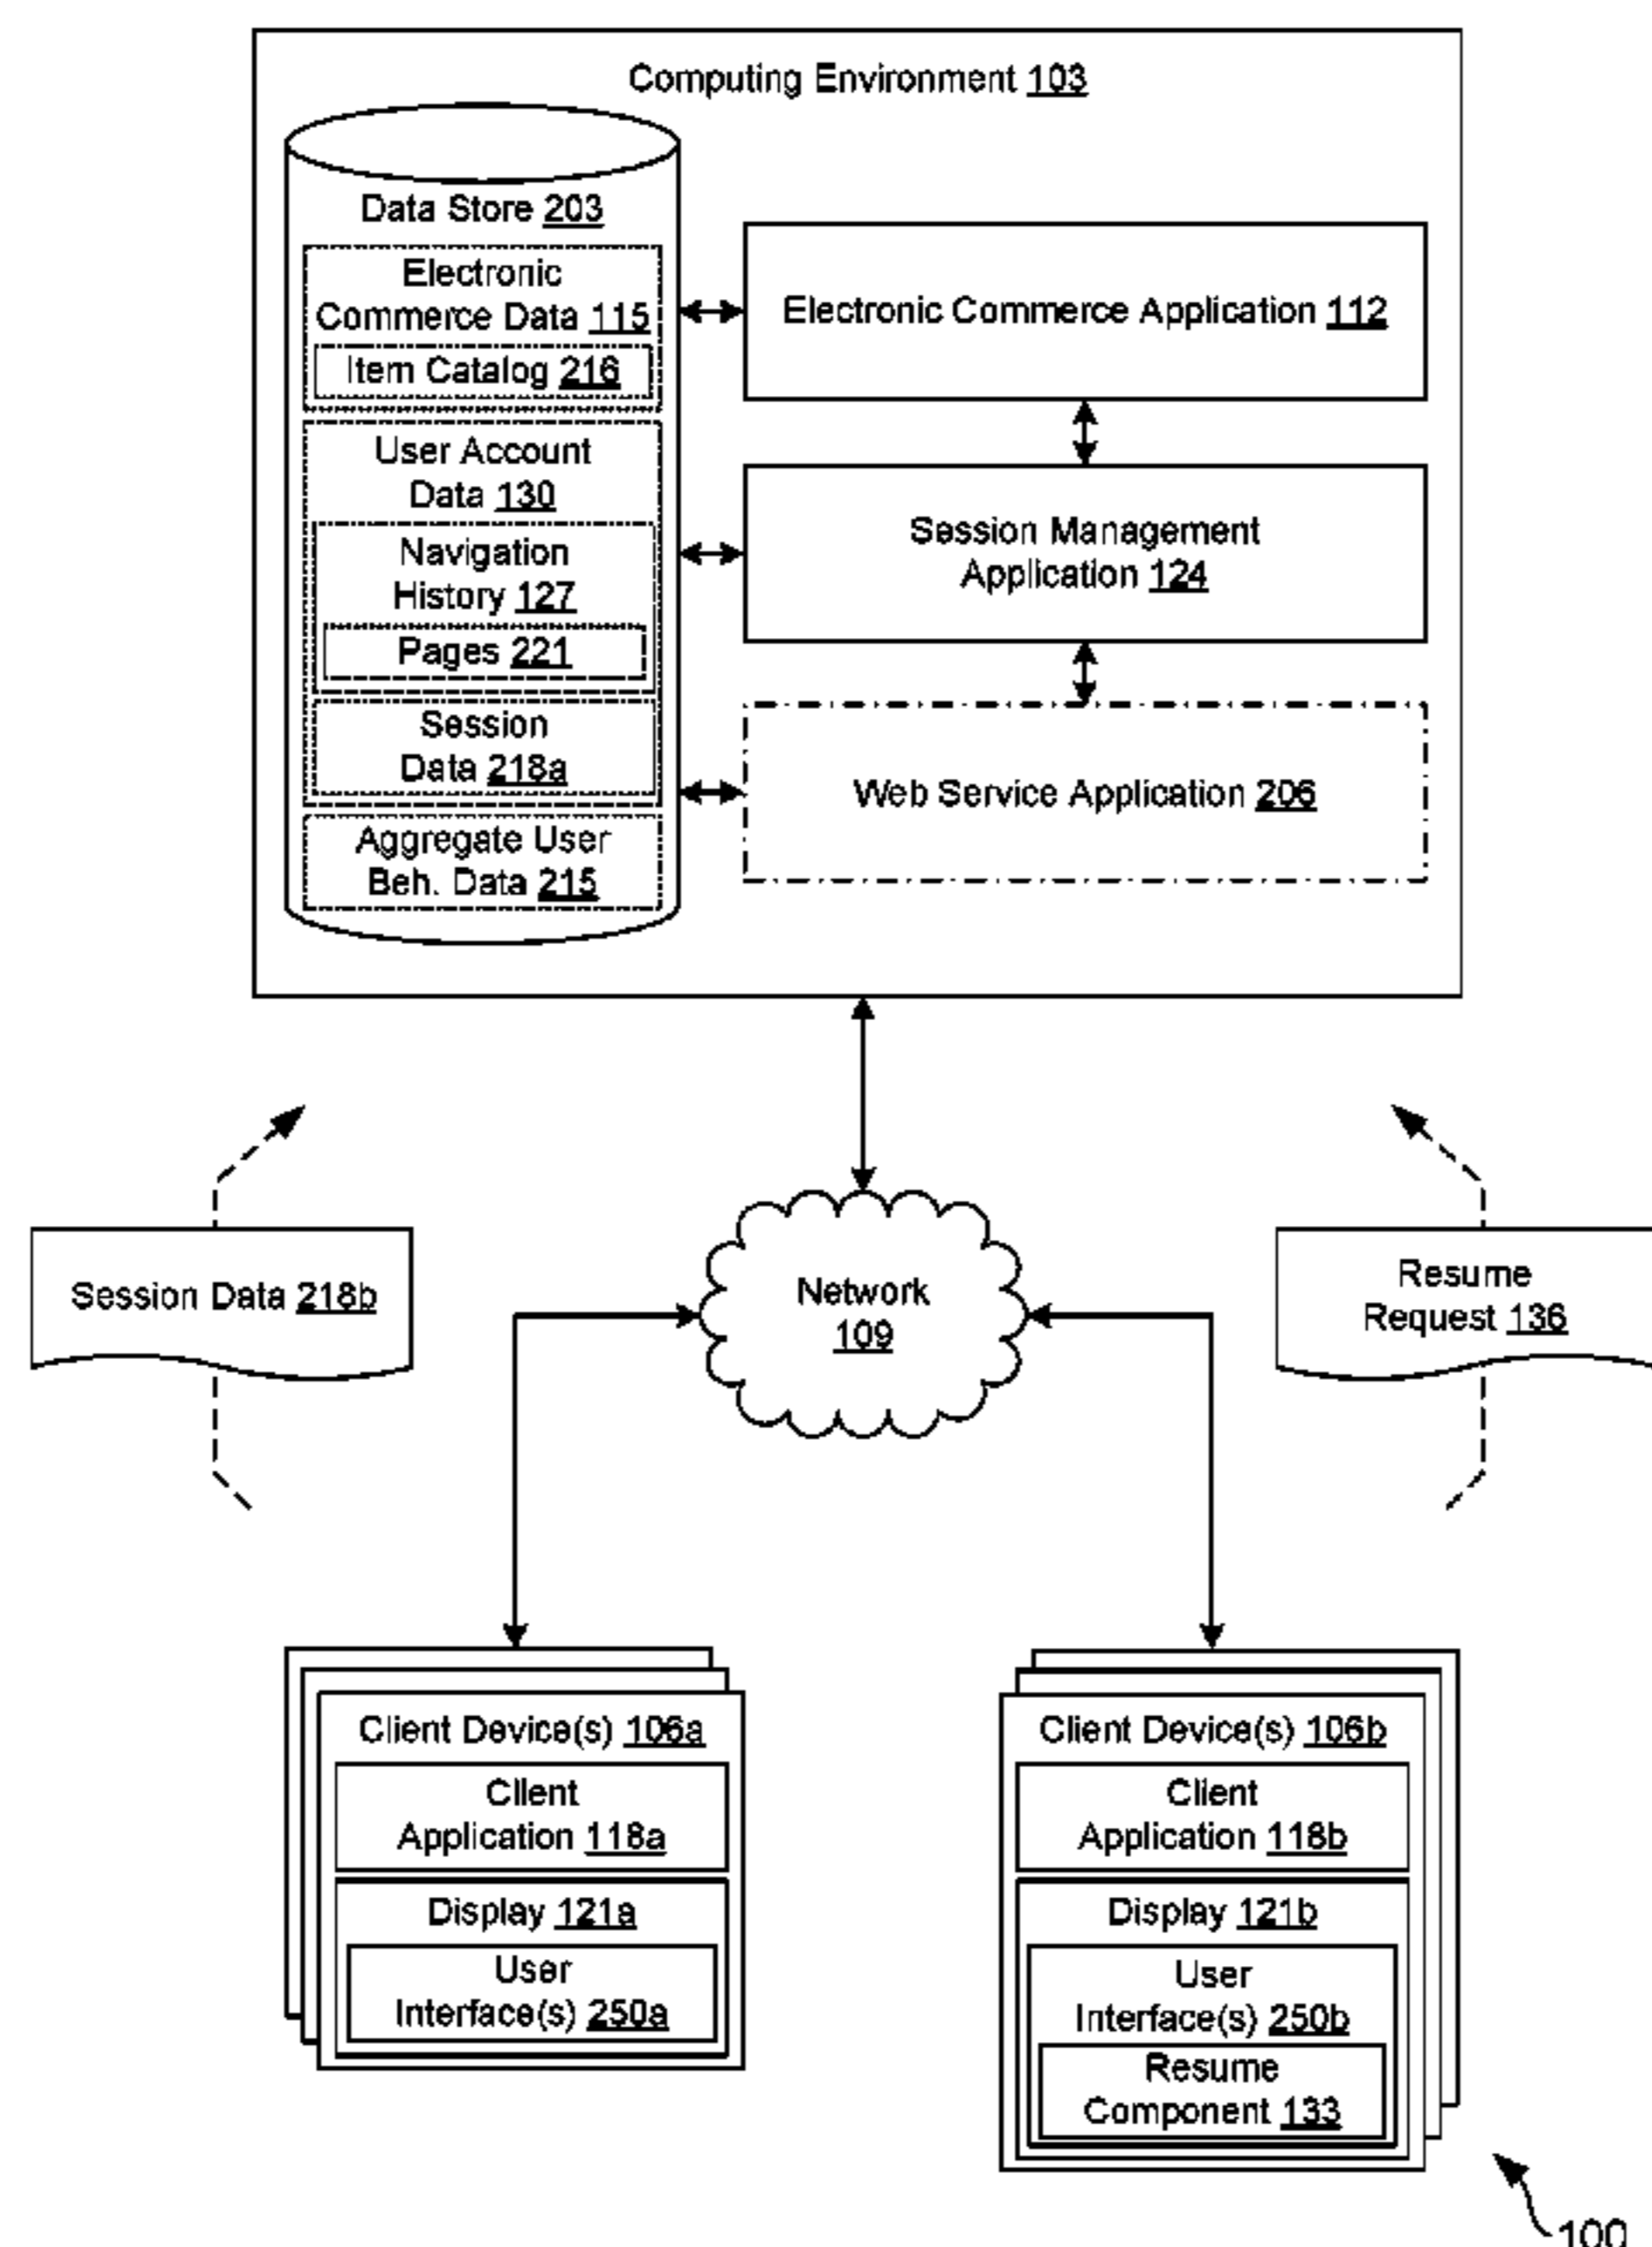 Computing Environment 103
Data Store 203
Electronic
Commerce Data 115
Item Catalog 216
User Account
Data 130
Navigation
History 127
Pages 221
Session
Data 218a
Aggregate User
Beh. Data 215
Electronic Commerce Application 112
Session Management
Application 124
Web Service Application 206
Session Data 218b
Network
109
Resume
Request 136
Client Device(s) 106a
Client
Application 118a
Display 121a
User
Interface(s) 250a
Client Device(s) 106b
Client
Application 118b
Display 121b
User
Interface(s) 250b
Resume
Component 133
100